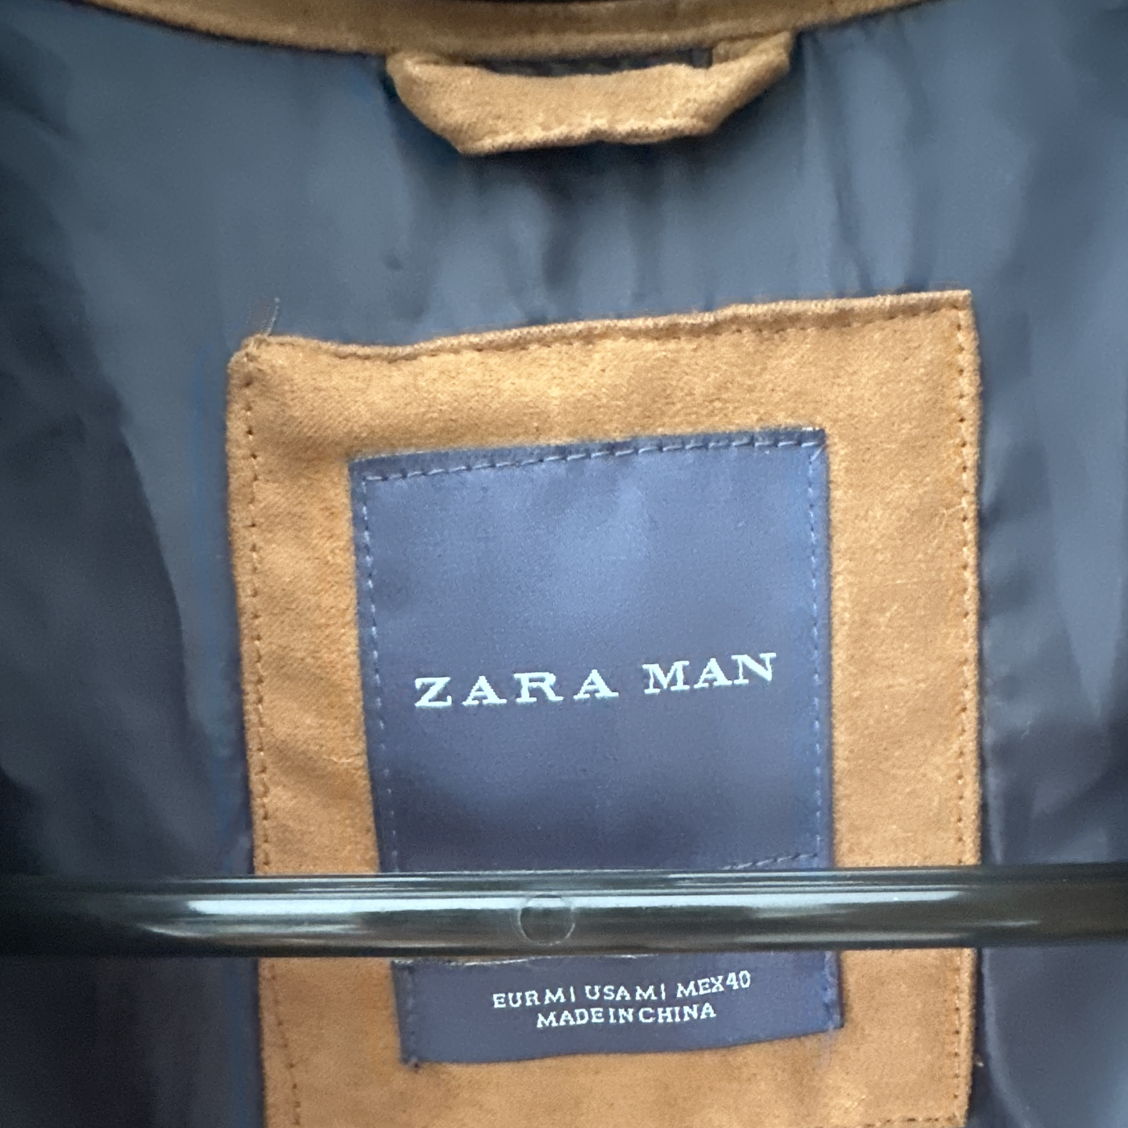 ZARA MAN
EUR M | USA M | MEX 40
MADE IN CHINA